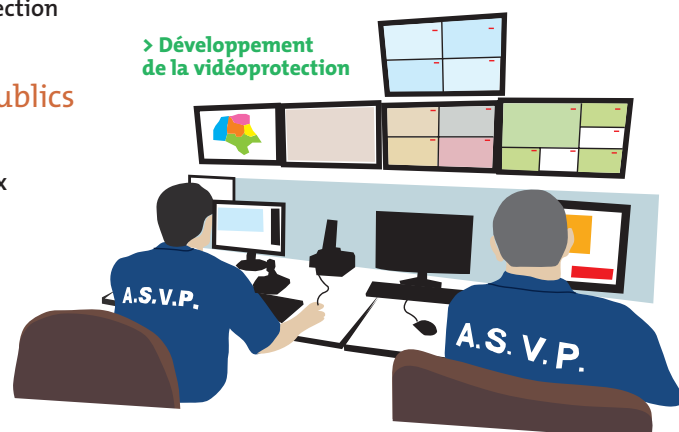 ection
> Développement
de la vidéoprotection
ublics
x
A.S.V.P.
A.S.V.P.